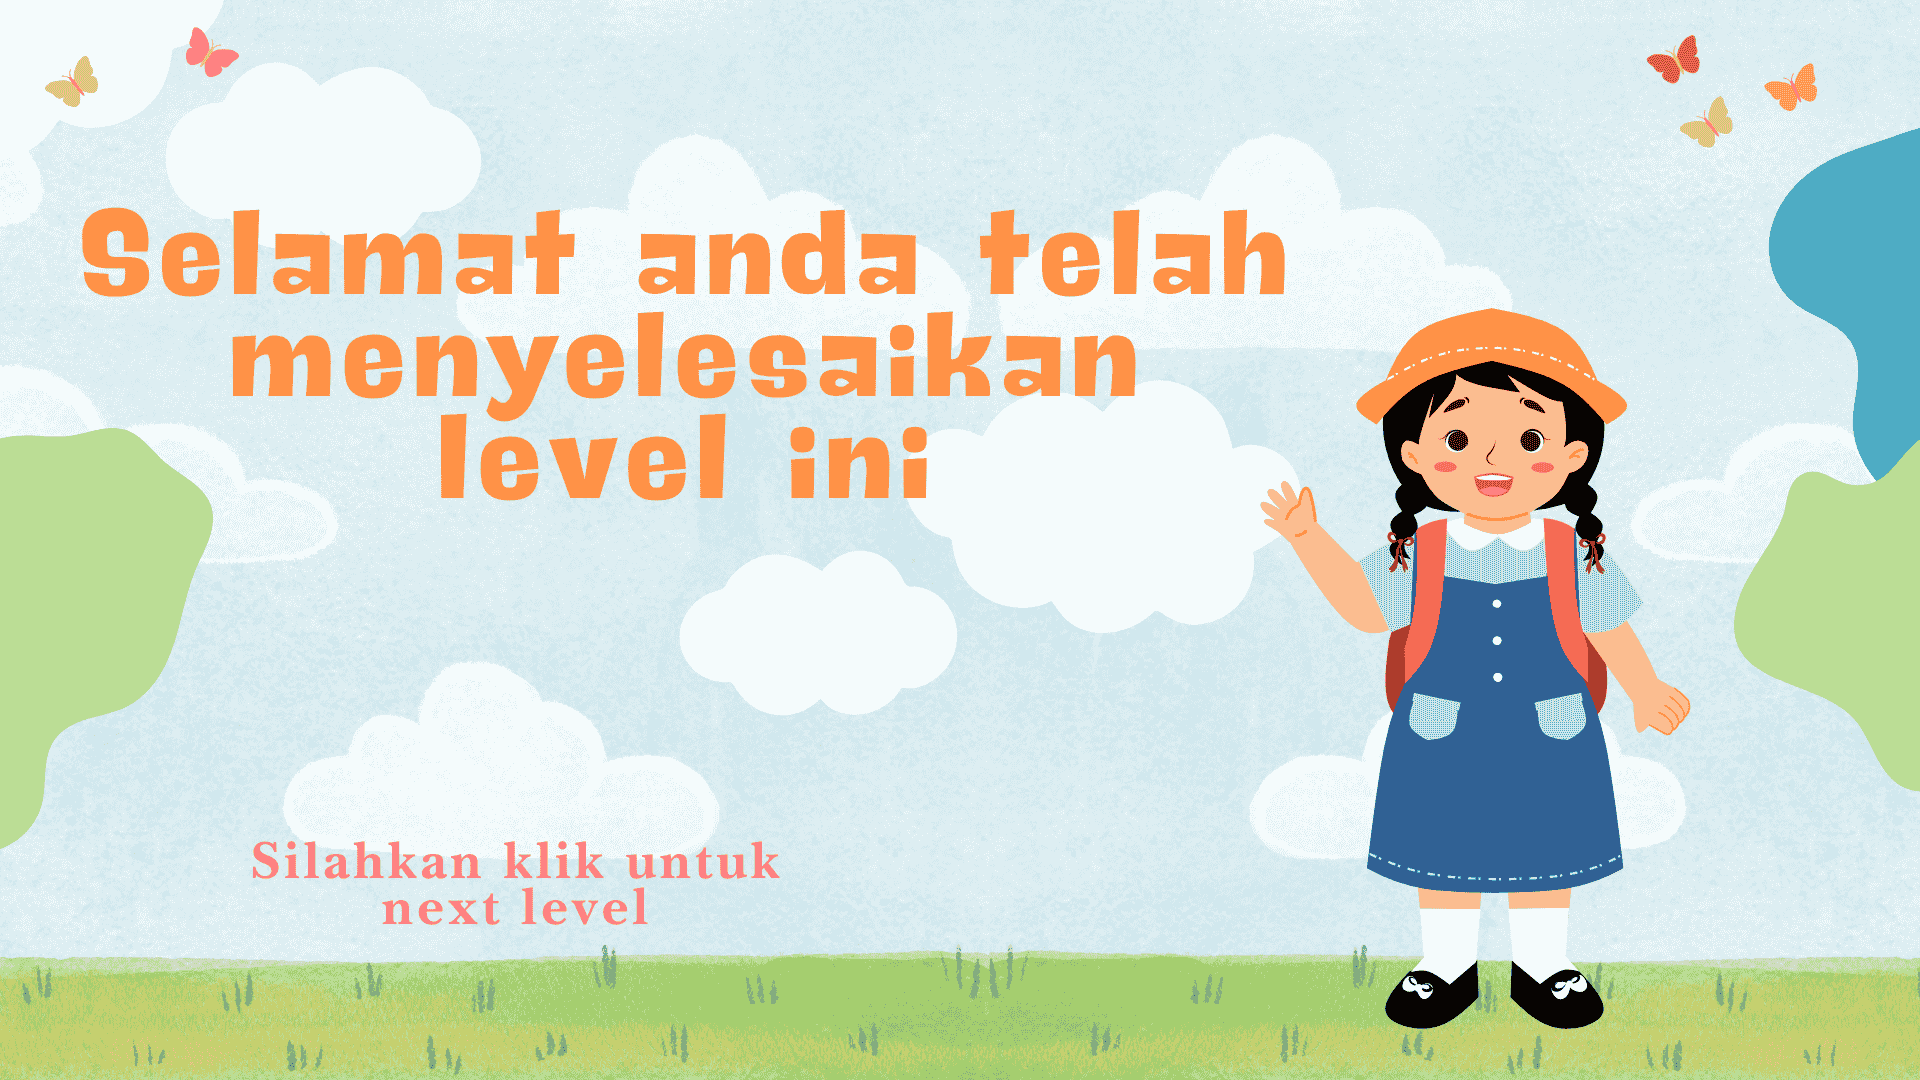 Selamat anda telah
menyelesaikan
level ini
Silahkan klik untuk
next level